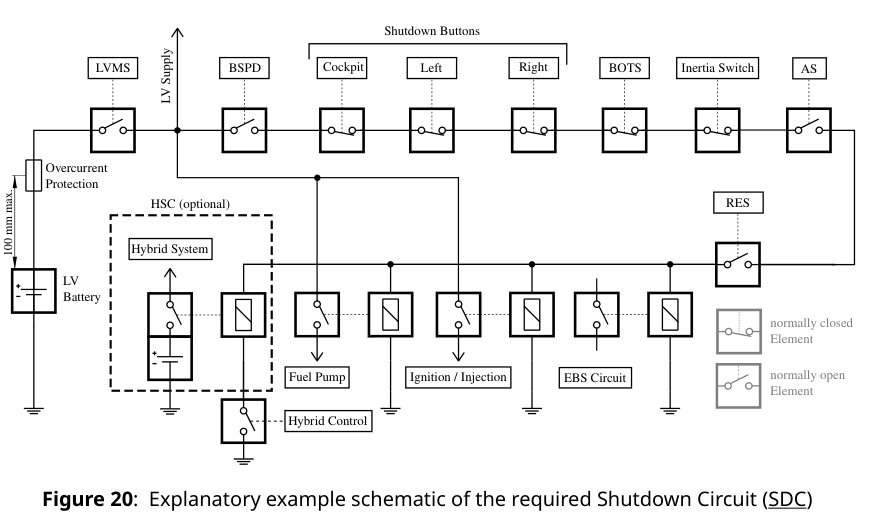 Shutdown Buttons
LV Supply
LVMS
BSPD
Cockpit
Left
Right
BOTS
Inertia Switch
AS
Overcurrent
Protection
100 mm max.
HSC (optional)
RES
Hybrid System
LV
Battery
+
-
+
-
normally closed
Element
Fuel Pump
Ignition / Injection
EBS Circuit
normally open
Element
Hybrid Control
Figure 20: Explanatory example schematic of the required Shutdown Circuit (SDC)